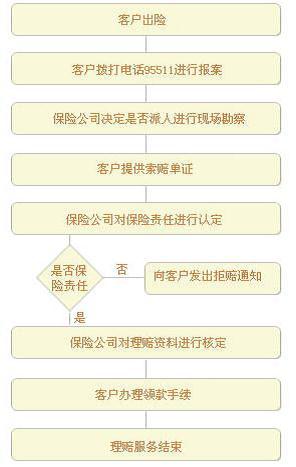 客户出险
客户拨打电话95511进行报案
保险公司决定是否派人进行现场勘察
客户提供索赔单证
保险公司对保险责任进行认定
是否保
险责任
否
向客户发出拒赔通知
是
保险公司对理赔资料进行核定
客户办理领款手续
理赔服务结束